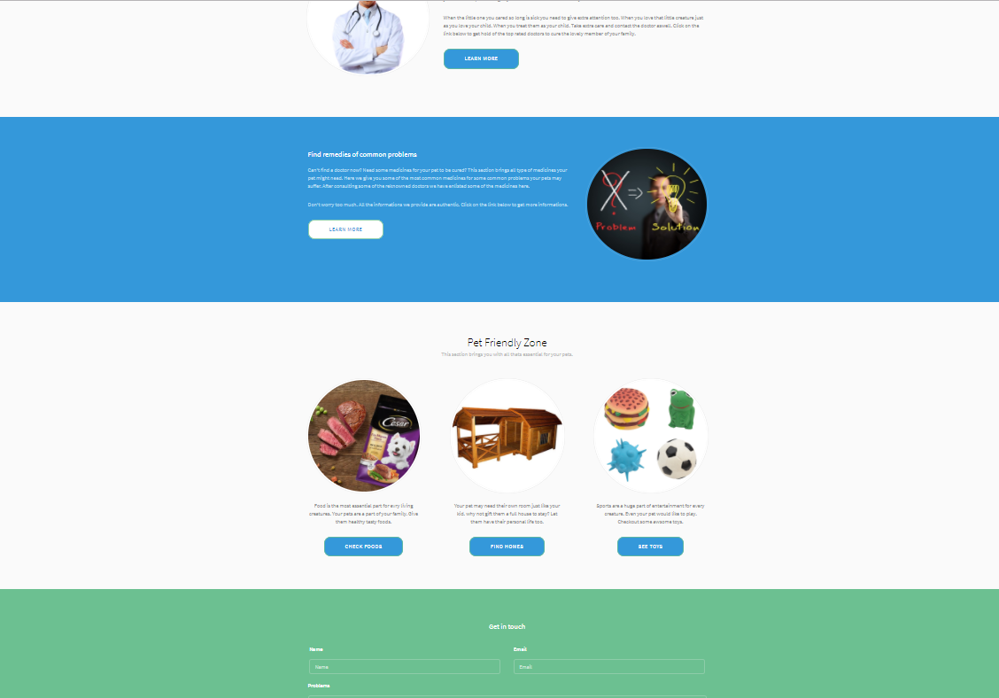 When the little one you cared so long is sick you need to give extra attention too. When you love that little creature just
as you love your child. When you treat them as your child. Take extra care and contact the doctor aswell. Click on the
link below to get hold of the top rated doctors to cure the lovely member of your family.
LEARN MORE
Find remedies of common problems
Can't find a doctor now? Need some medicines for your pet to be cured? This section brings all type of medicines your
pet might need. Here we give you some of the most common medicines for some common problems your pets may
suffer. After consulting some of the reknowned doctors we have enlisted some of the medicines here.
Don't worry too much. All the informations we provide are authentic. Click on the link below to get more informations.
LEARN MORE
X => 
Problem Solution
Pet Friendly Zone
This section brings you with all thats essential for your pets.
Cesar
Food is the most essential part for evry living
creatures. Your pets are a part of your family. Give
them healthy tasty foods.
CHECK FOODS
Your pet may need their own room just like your
kid. why not gift them a full house to stay? Let
them have their personal life too.
FIND HOMES
Sports are a huge part of entertainment for every
creature. Even your pet would like to play.
Checkout some awsome toys.
SEE TOYS
Get in touch
Name
Email
Name
Email
Problems